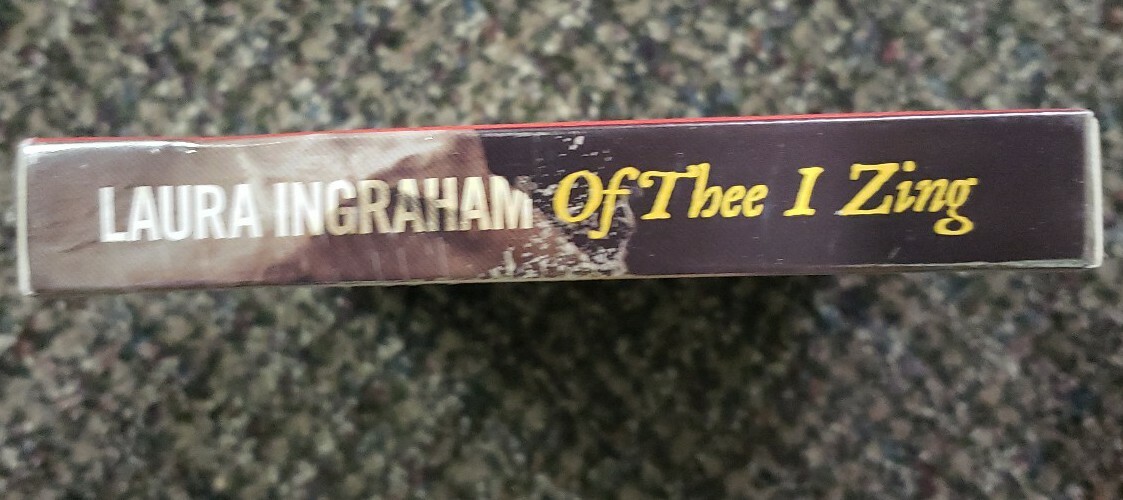 LAURA INGRAHAM Of Thee I Zing